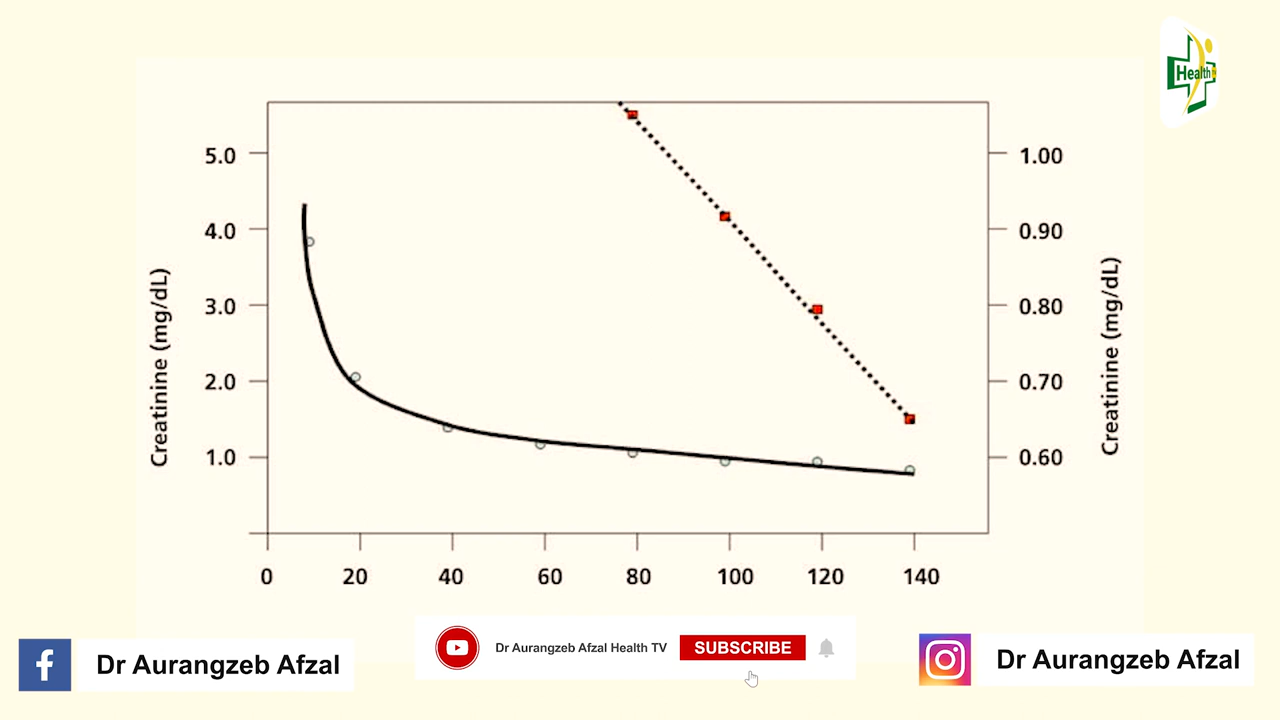 Health
5.0
4.0
3.0
2.0
1.0
Creatinine (mg/dL)
1.00
0.90
0.80
0.70
0.60
Creatinine (mg/dL)
0 20 40 60 80 100 120 140
Dr Aurangzeb Afzal
Dr Aurangzeb Afzal Health TV SUBSCRIBE
Dr Aurangzeb Afzal